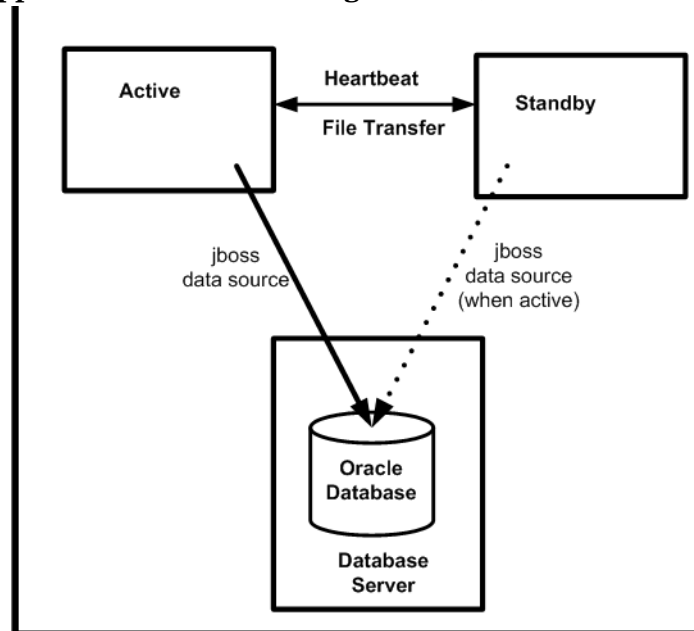 Active
Heartbeat
File Transfer
Standby
jboss
data source
jboss
data source
(when active)
Oracle
Database
Database
Server